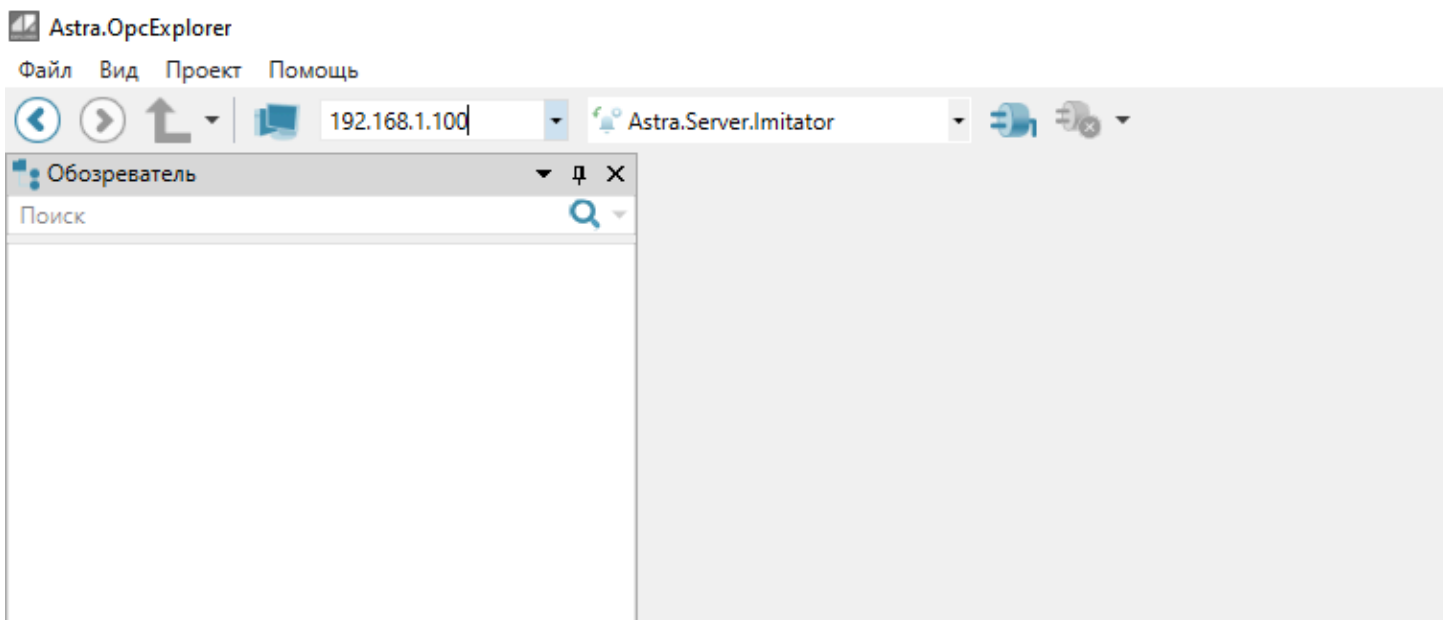 Astra.OpcExplorer
Файл Вид Проект Помощь
192.168.1.100 Astra.Server.Imitator
Обозреватель
Поиск